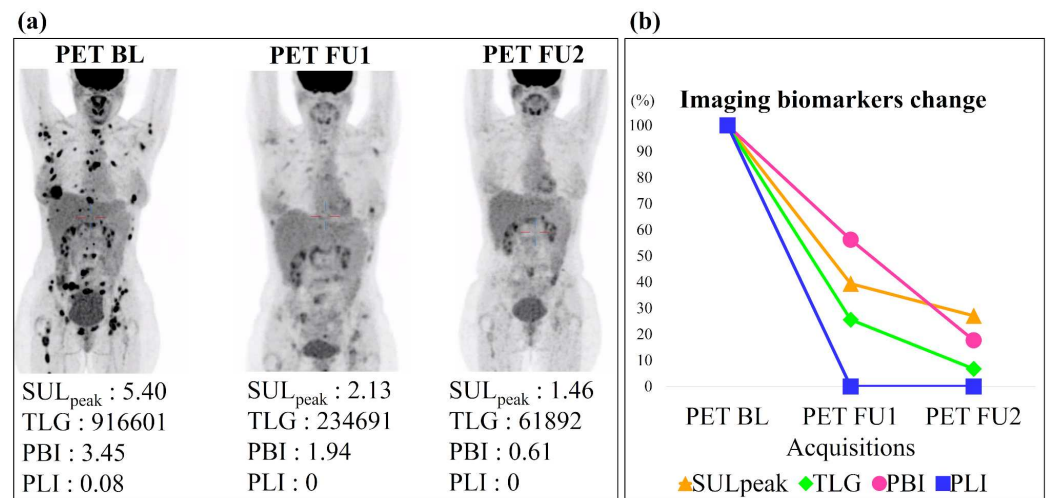 (a)
PET BL
PET FU1
PET FU2
SULpeak : 5.40
TLG : 916601
PBI : 3.45
PLI : 0.08
SULpeak : 2.13
TLG : 234691
PBI : 1.94
PLI : 0
SULpeak : 1.46
TLG : 61892
PBI : 0.61
PLI : 0
(b)
(%) Imaging biomarkers change
100
90
80
70
60
50
40
30
20
10
0
PET BL PET FU1 PET FU2
Acquisitions
SULpeak TLG PBI PLI